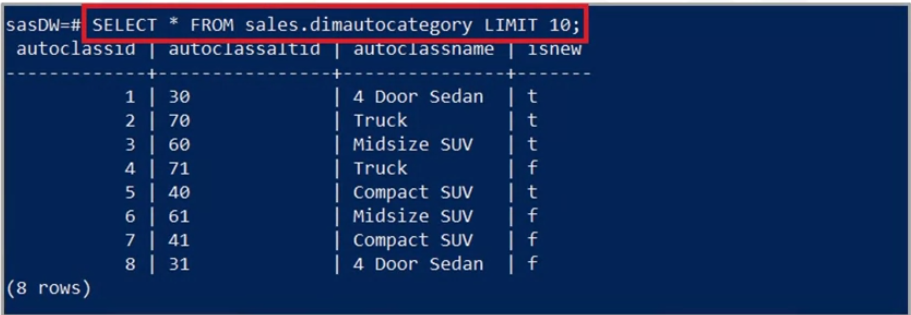 sasDW=# SELECT * FROM sales.dimautocategory LIMIT 10;
 autoclassid | autoclassaltid | autoclassname | isnew
-------------+----------------+---------------+-------
           1 | 30             | 4 Door Sedan  | t
           2 | 70             | Truck         | t
           3 | 60             | Midsize SUV   | t
           4 | 71             | Truck         | f
           5 | 40             | Compact SUV   | t
           6 | 61             | Midsize SUV   | f
           7 | 41             | Compact SUV   | f
           8 | 31             | 4 Door Sedan  | f
(8 rows)